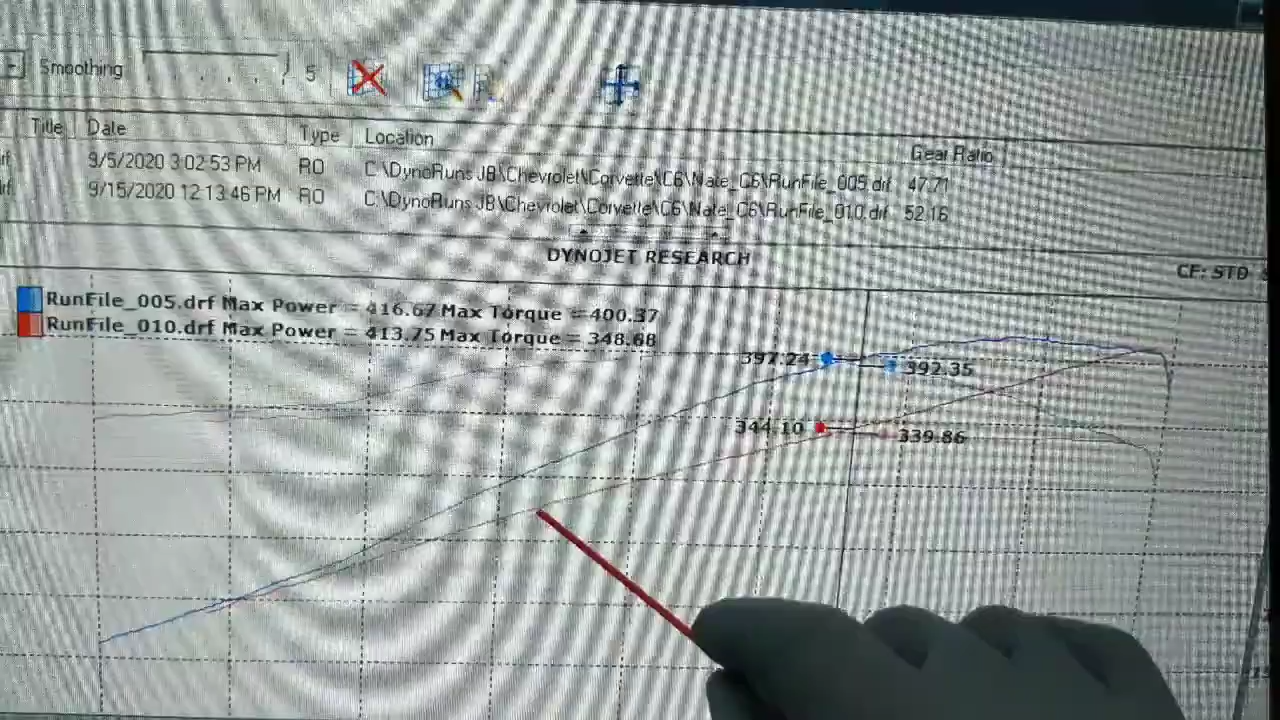 Smoothing 5
Title Date Type Location Gear Ratio
rf 9/5/2020 3:02:53 PM RO C:\DynoRuns JB\Chevrolet\Corvette\C6\Nate_C6\RunFile_005.drf 47.71
rf 9/15/2020 12:13:46 PM RO C:\DynoRuns JB\Chevrolet\Corvette\C6\Nate_C6\RunFile_010.drf 52.16
DYNOJET RESEARCH
CF: STD
RunFile_005.drf Max Power = 416.67 Max Torque = 400.37
RunFile_010.drf Max Power = 413.75 Max Torque = 348.68
397.24 392.35
344.10 339.86